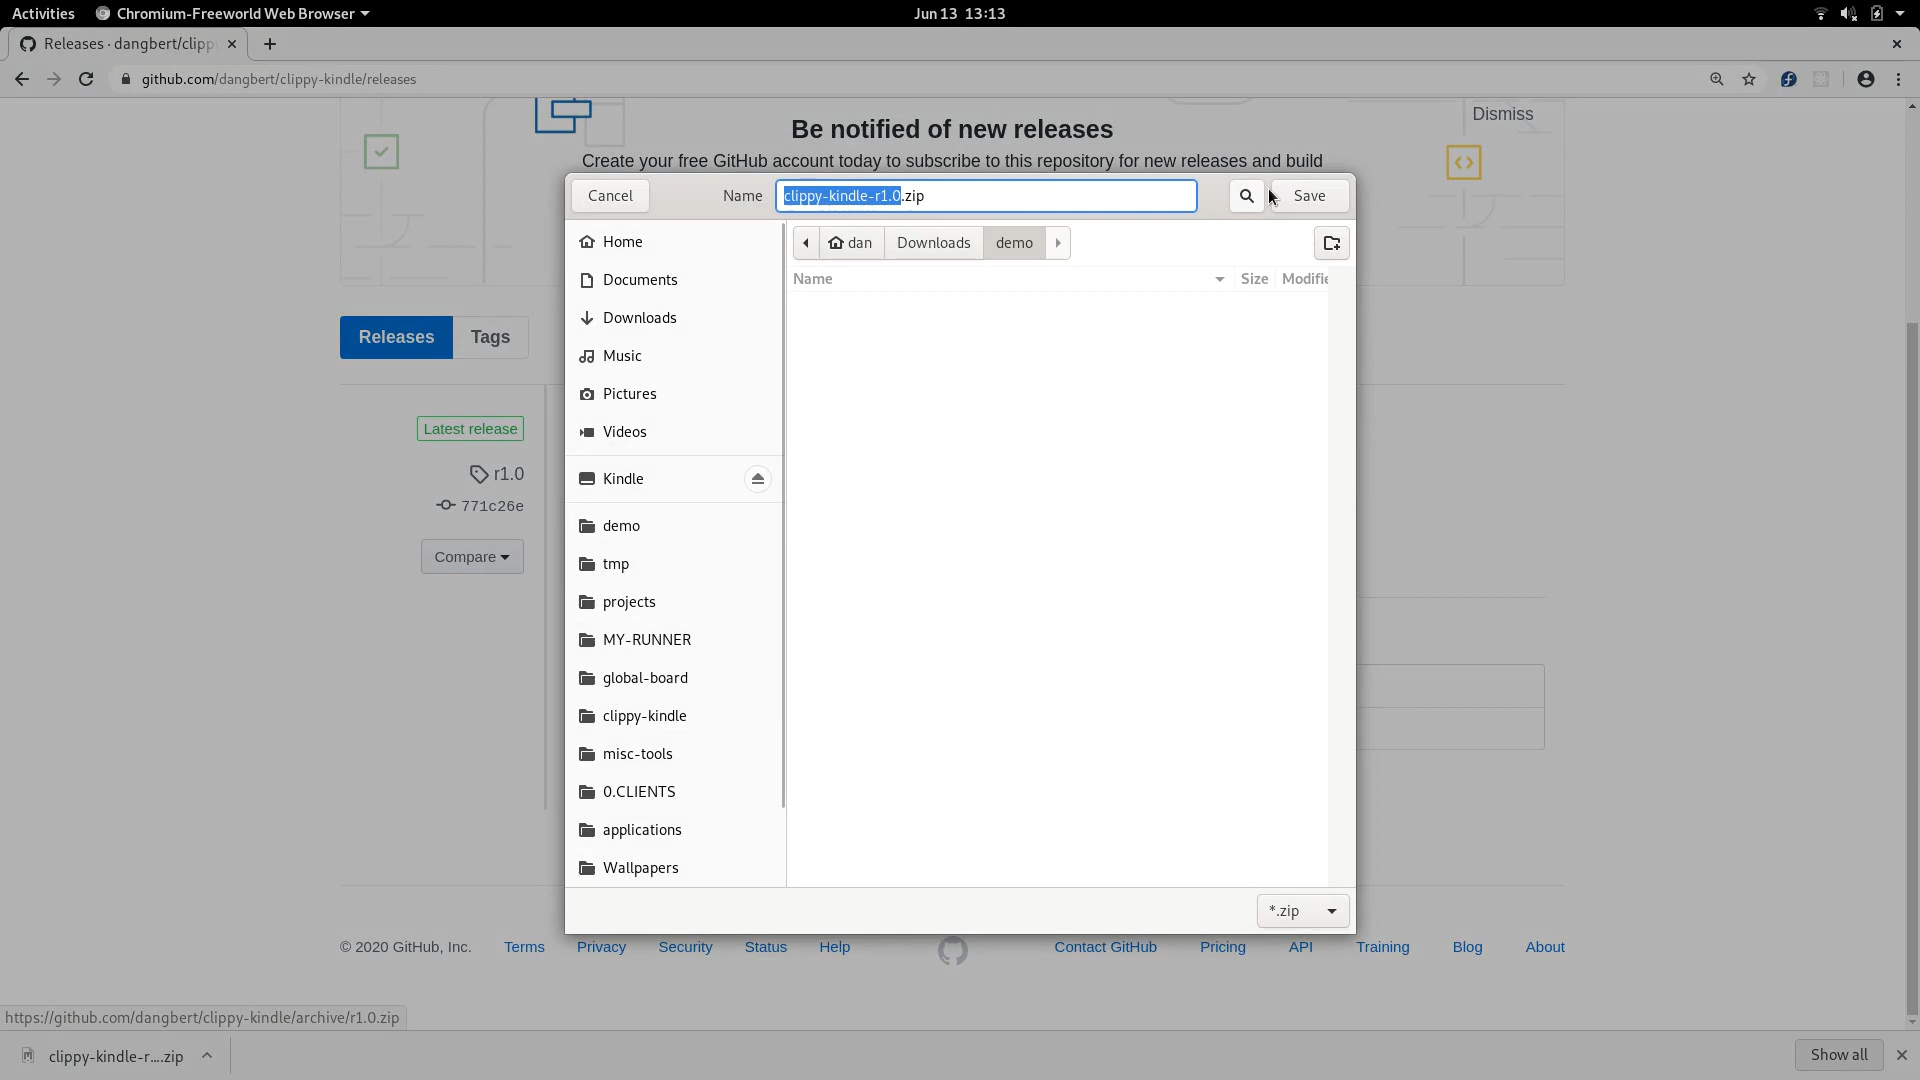 Activities Chromium-Freeworld Web Browser Jun 13 13:13
Releases · dangbert/clippy
github.com/dangbert/clippy-kindle/releases
Be notified of new releases
Dismiss
Create your free GitHub account today to subscribe to this repository for new releases and build
Cancel Name clippy-kindle-r1.0.zip Save
Home
Documents
Downloads
Music
Pictures
Videos
Kindle
demo
tmp
projects
MY-RUNNER
global-board
clippy-kindle
misc-tools
0.CLIENTS
applications
Wallpapers
dan Downloads demo
Name Size Modifie
*.zip
Releases Tags
Latest release
r1.0
771c26e
Compare
© 2020 GitHub, Inc. Terms Privacy Security Status Help Contact GitHub Pricing API Training Blog About
https://github.com/dangbert/clippy-kindle/archive/r1.0.zip
clippy-kindle-r....zip Show all